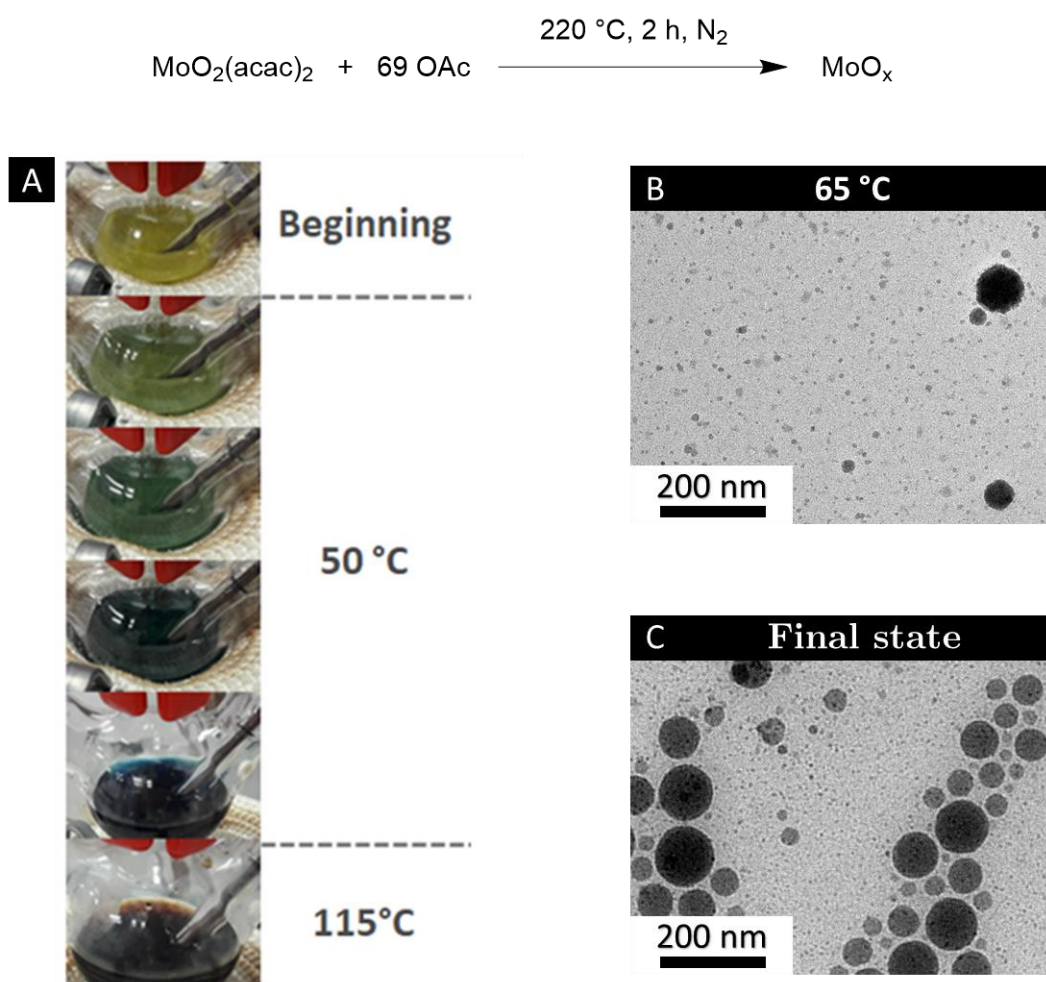 220 °C, 2 h, N₂
MoO₂(acac)₂ + 69 OAc MoOₓ
A
Beginning
50 °C
115°C
B 65 °C
200 nm
C Final state
200 nm